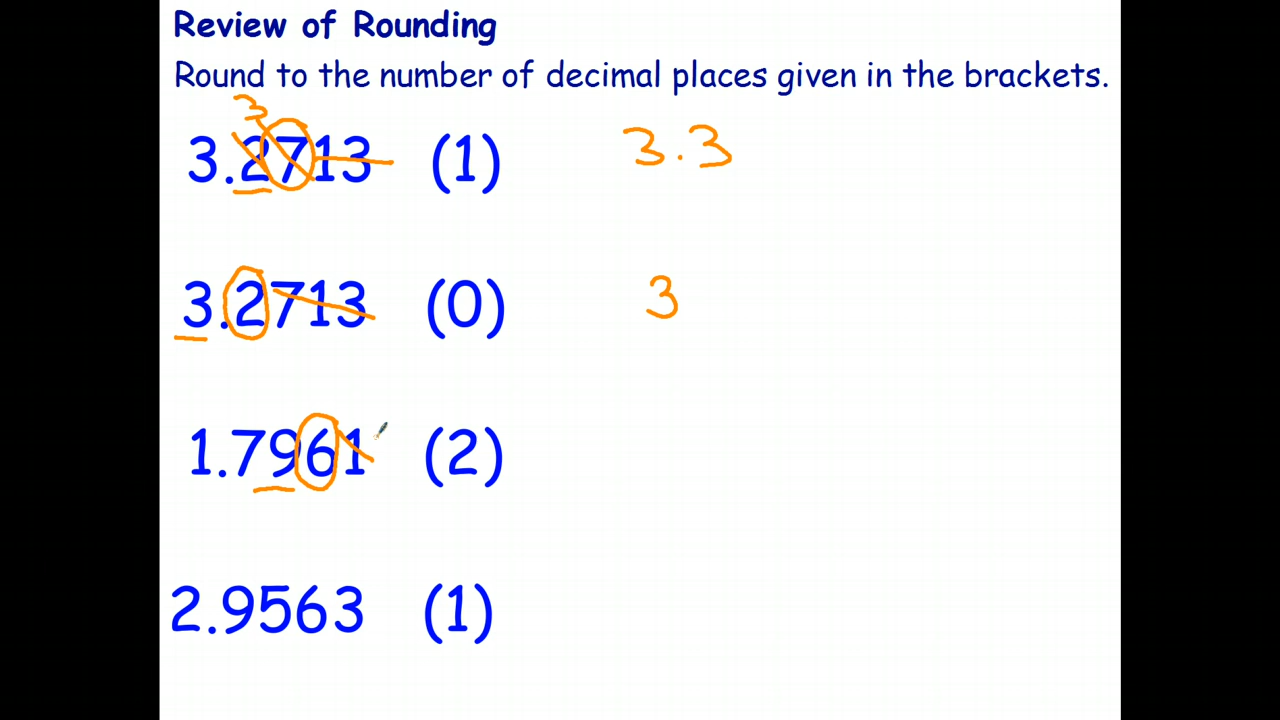 Review of Rounding
Round to the number of decimal places given in the brackets.
3
3.2713 (1) 3.3
3.2713 (0) 3
1.7961 (2)
2.9563 (1)